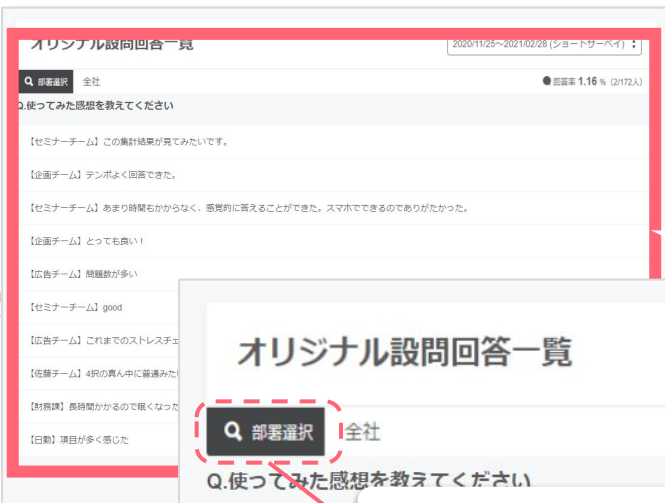 オリジナル設問回答一覧
2020/11/25~2021/02/28 (ショートサーベイ)
部署選択 全社
回答率 1.16 % (2/172人)
Q.使ってみた感想を教えてください
【セミナーチーム】この集計結果が見てみたいです。
【企画チーム】テンポよく回答できた。
【セミナーチーム】あまり時間もかからなく、感覚的に答えることができた。スマホでできるのでありがたかった。
【企画チーム】とっても良い!
【広告チーム】問題数が多い
【セミナーチーム】good
【広告チーム】これまでのストレスチェ
【佐藤チーム】4択の真ん中に普通みた
【財務課】長時間かかるので眠くなった
【日勤】項目が多く感じた
オリジナル設問回答一覧
部署選択 全社
Q.使ってみた感想を教えてください